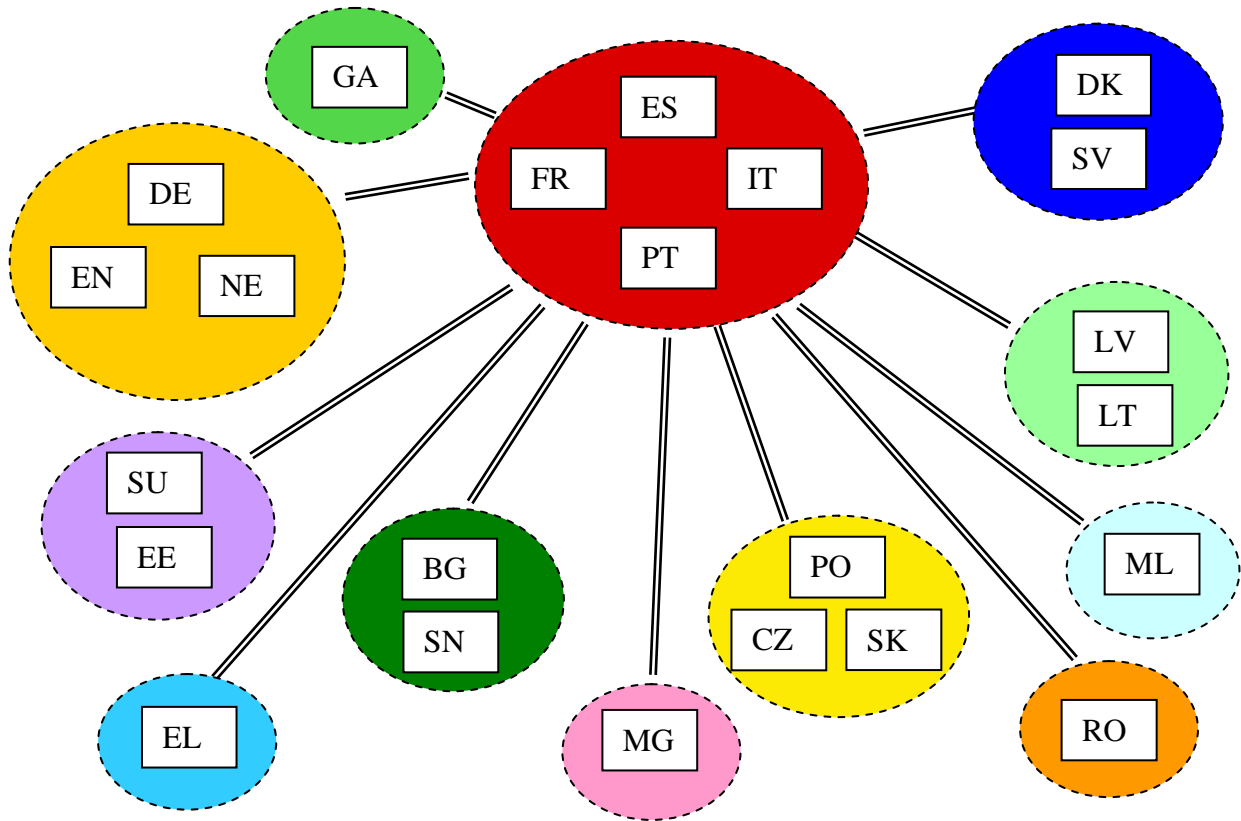 GA
ES
FR
IT
PT
DK
SV
DE
EN
NE
LV
LT
SU
EE
BG
SN
PO
CZ
SK
ML
EL
MG
RO